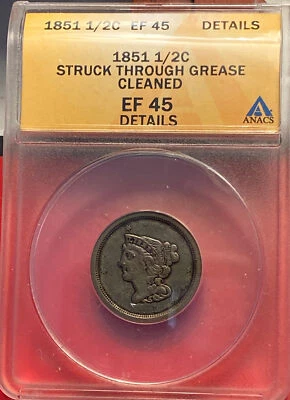 1851 1/2C EF 45 DETAILS
1851 1/2C
STRUCK THROUGH GREASE
CLEANED
EF 45
DETAILS
ANACS